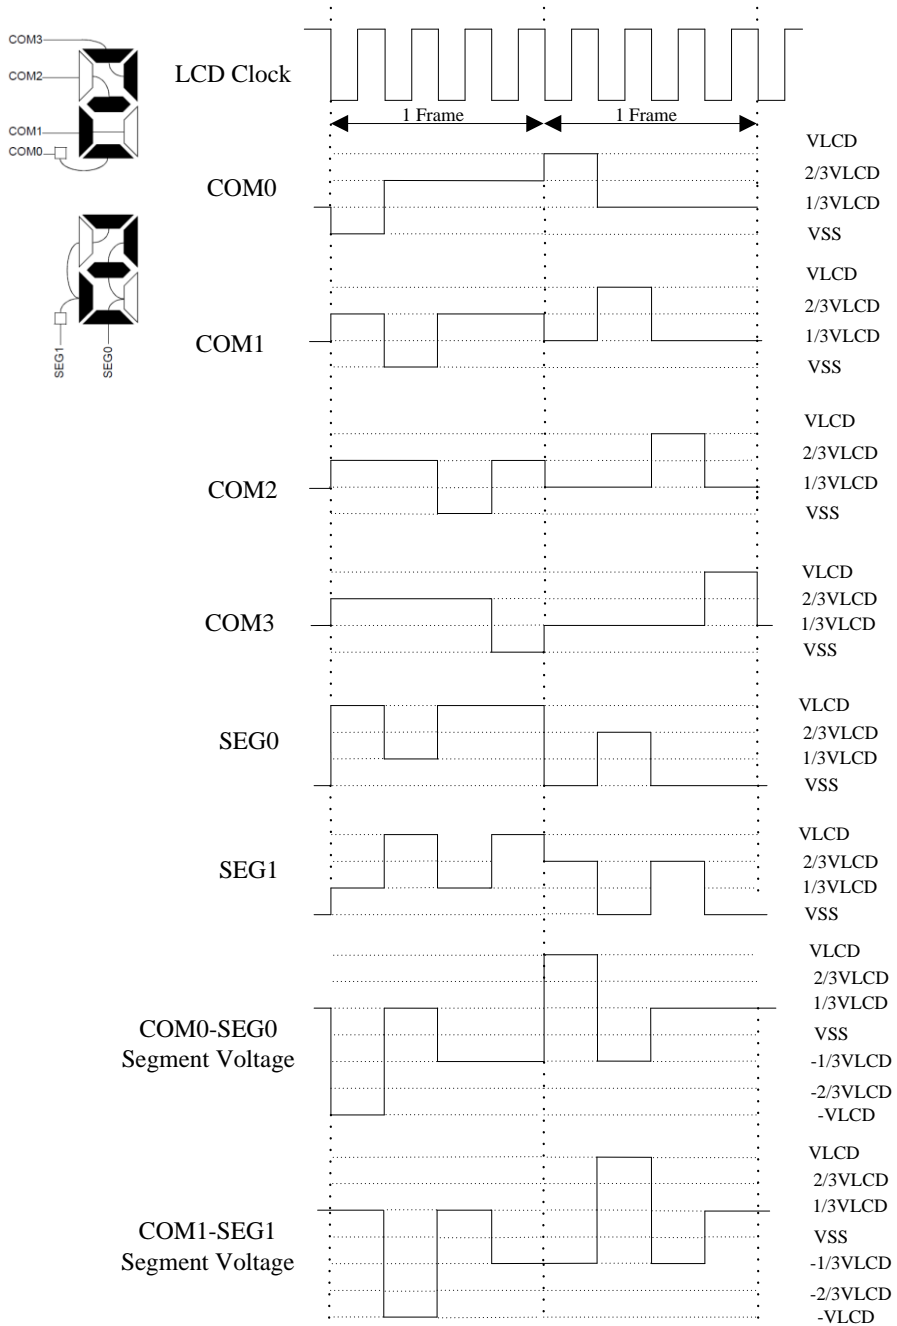 COM3
COM2
COM1
COM0
SEG1
SEG0
LCD Clock
1 Frame
1 Frame
COM0
VLCD
2/3VLCD
1/3VLCD
VSS
COM1
VLCD
2/3VLCD
1/3VLCD
VSS
COM2
VLCD
2/3VLCD
1/3VLCD
VSS
COM3
VLCD
2/3VLCD
1/3VLCD
VSS
SEG0
VLCD
2/3VLCD
1/3VLCD
VSS
SEG1
VLCD
2/3VLCD
1/3VLCD
VSS
COM0-SEG0
Segment Voltage
VLCD
2/3VLCD
1/3VLCD
VSS
-1/3VLCD
-2/3VLCD
-VLCD
COM1-SEG1
Segment Voltage
VLCD
2/3VLCD
1/3VLCD
VSS
-1/3VLCD
-2/3VLCD
-VLCD